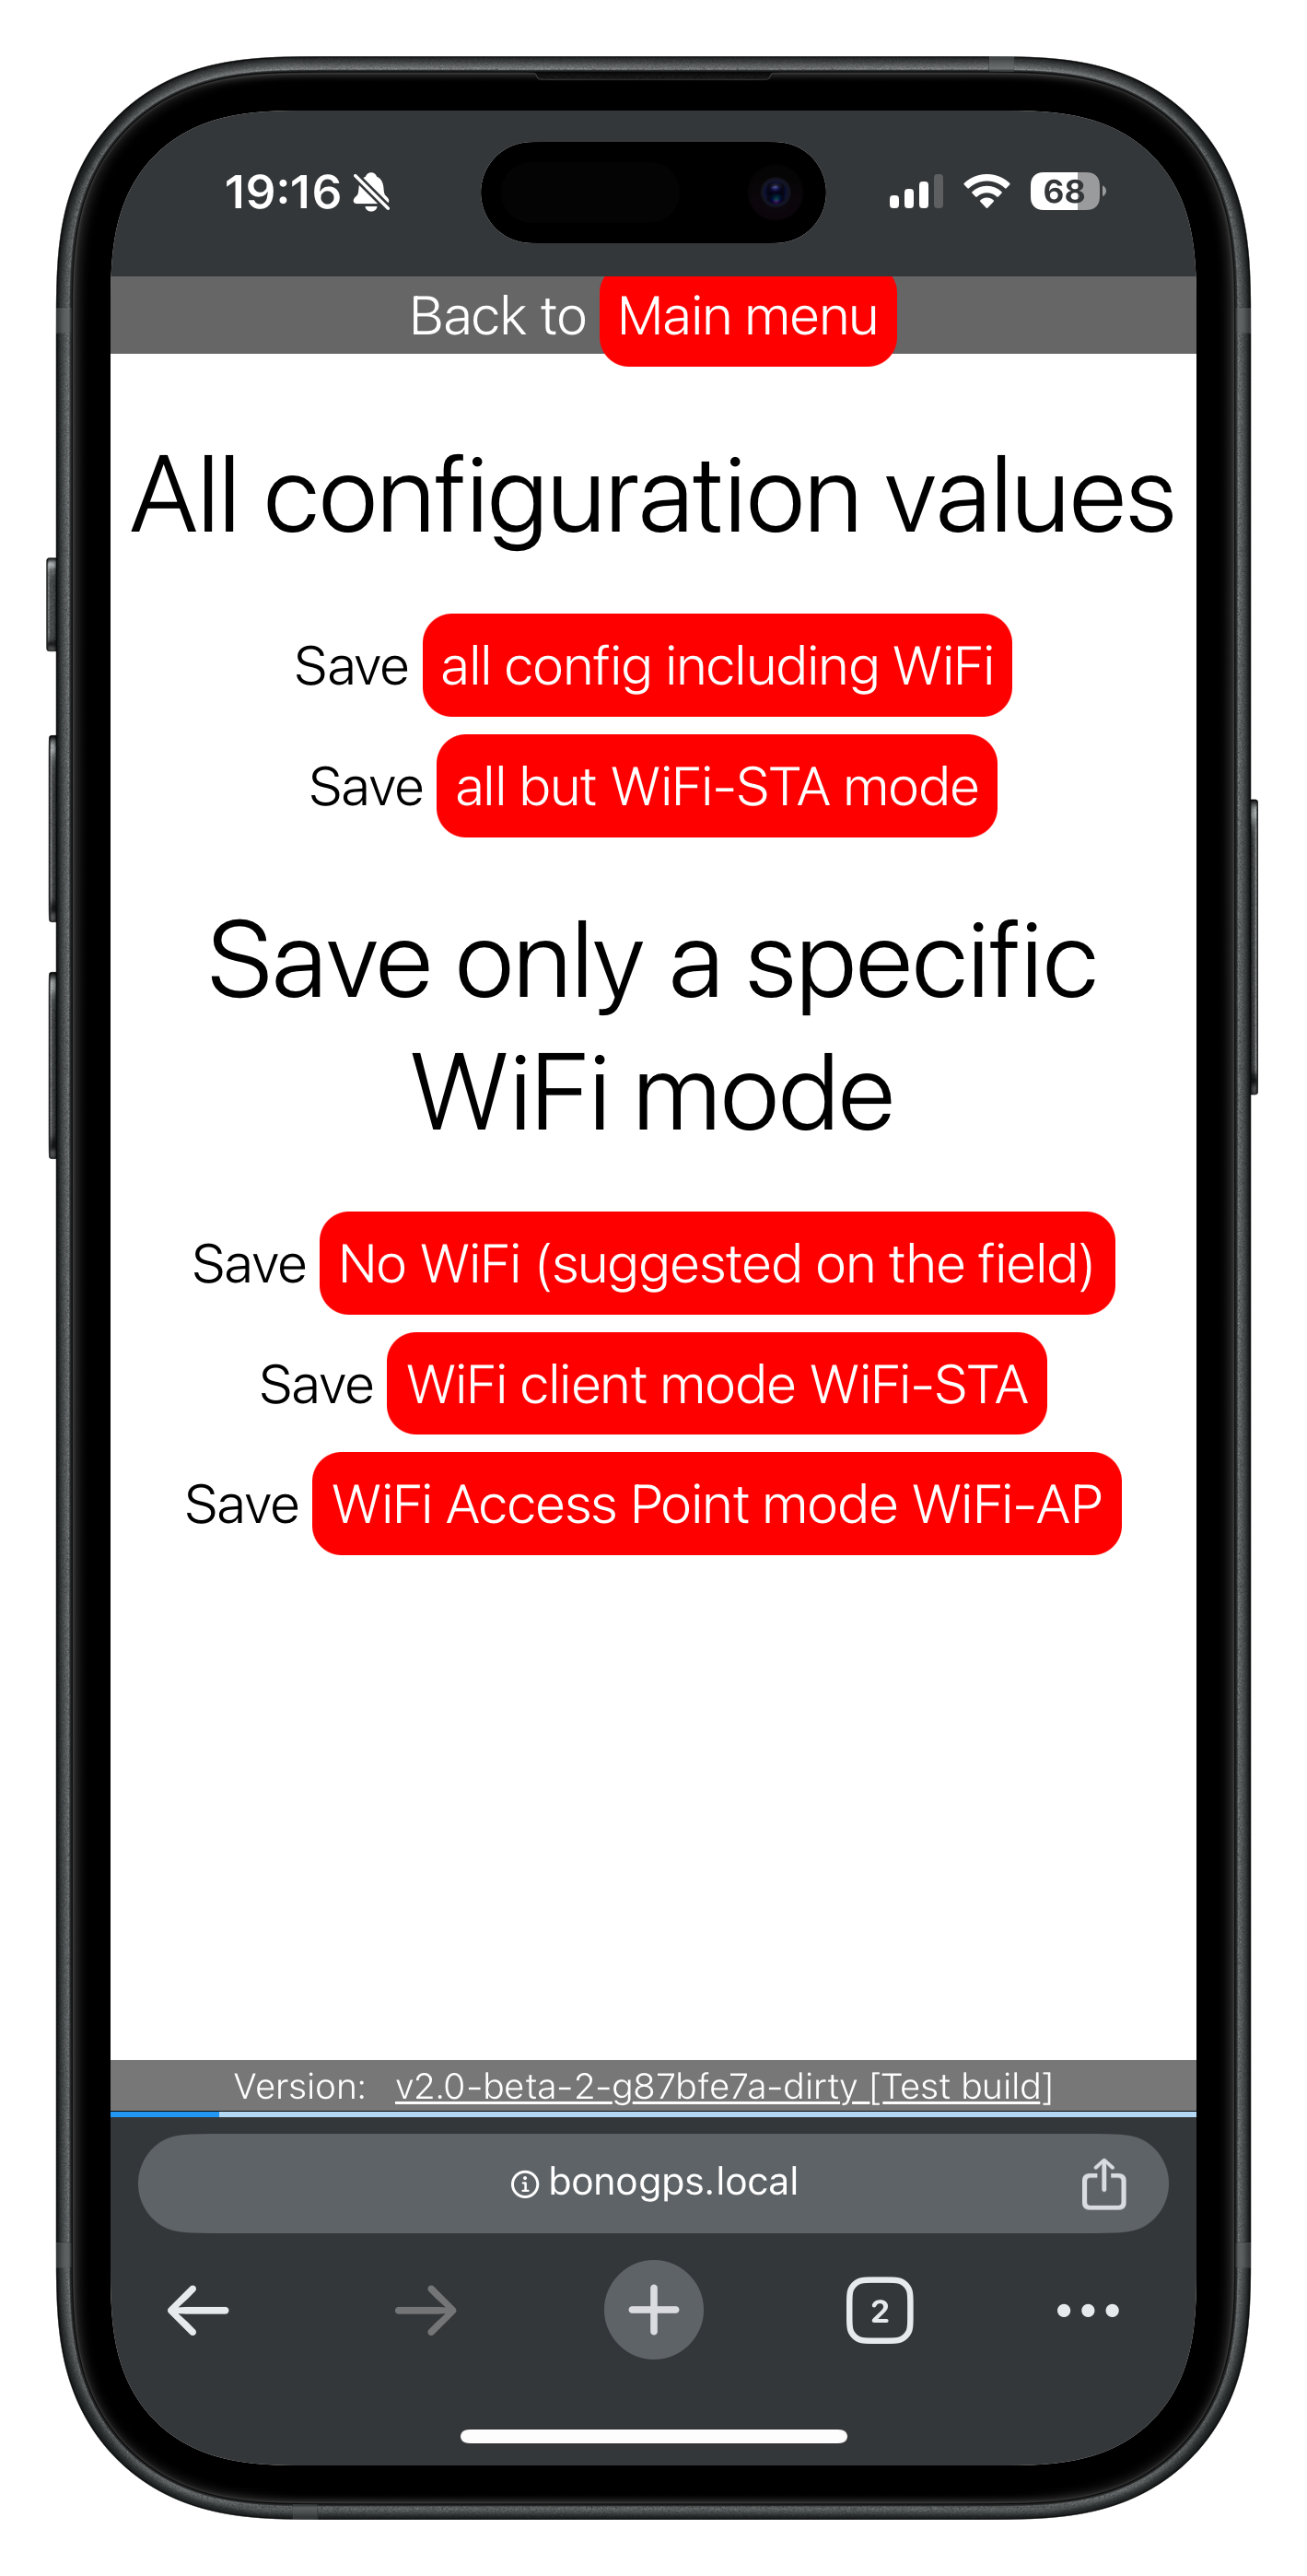 19:16 68
Back to Main menu
All configuration values
Save all config including WiFi
Save all but WiFi-STA mode
Save only a specific
WiFi mode
Save No WiFi (suggested on the field)
Save WiFi client mode WiFi-STA
Save WiFi Access Point mode WiFi-AP
Version: v2.0-beta-2-g87bfe7a-dirty [Test build]
bonogps.local
2